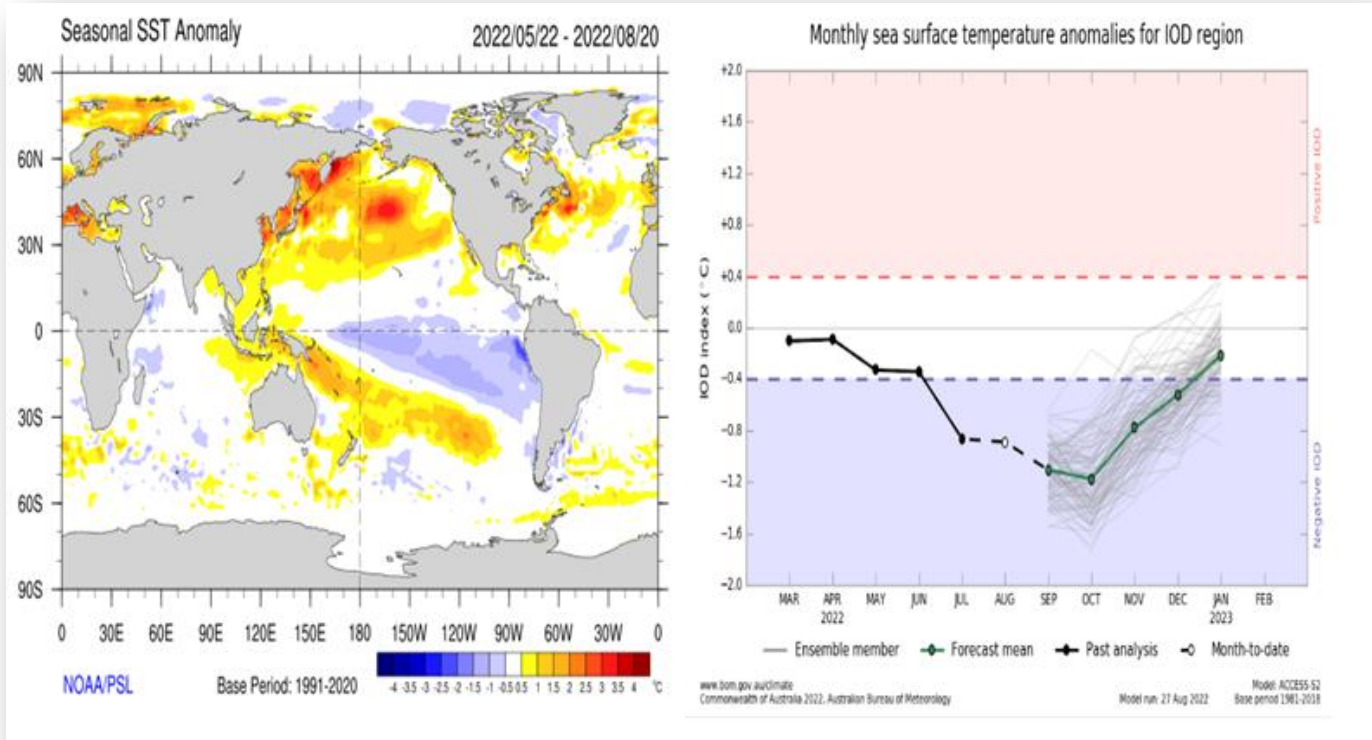 Seasonal SST Anomaly 2022/05/22 - 2022/08/20
90N
60N
30N
0
30S
60S
90S
0 30E 60E 90E 120E 150E 180 150W 120W 90W 60W 30W 0
NOAA/PSL Base Period: 1991-2020
-4 -3.5 -3 -2.5 -2 -1.5 -1 -0.5 0.5 1 1.5 2 2.5 3 3.5 4 °C
Monthly sea surface temperature anomalies for IOD region
+2.0
+1.6
+1.2
+0.8
+0.4
0.0
-0.4
-0.8
-1.2
-1.6
-2.0
IOD index (°C)
Positive IOD
Negative IOD
MAR APR MAY JUN JUL AUG SEP OCT NOV DEC JAN FEB
2022 2023
Ensemble member Forecast mean Past analysis Month-to-date
www.bom.gov.au/climate Model: ACCESS-S2
Commonwealth of Australia 2022, Australian Bureau of Meteorology Model run: 27 Aug 2022 Base period 1981-2018